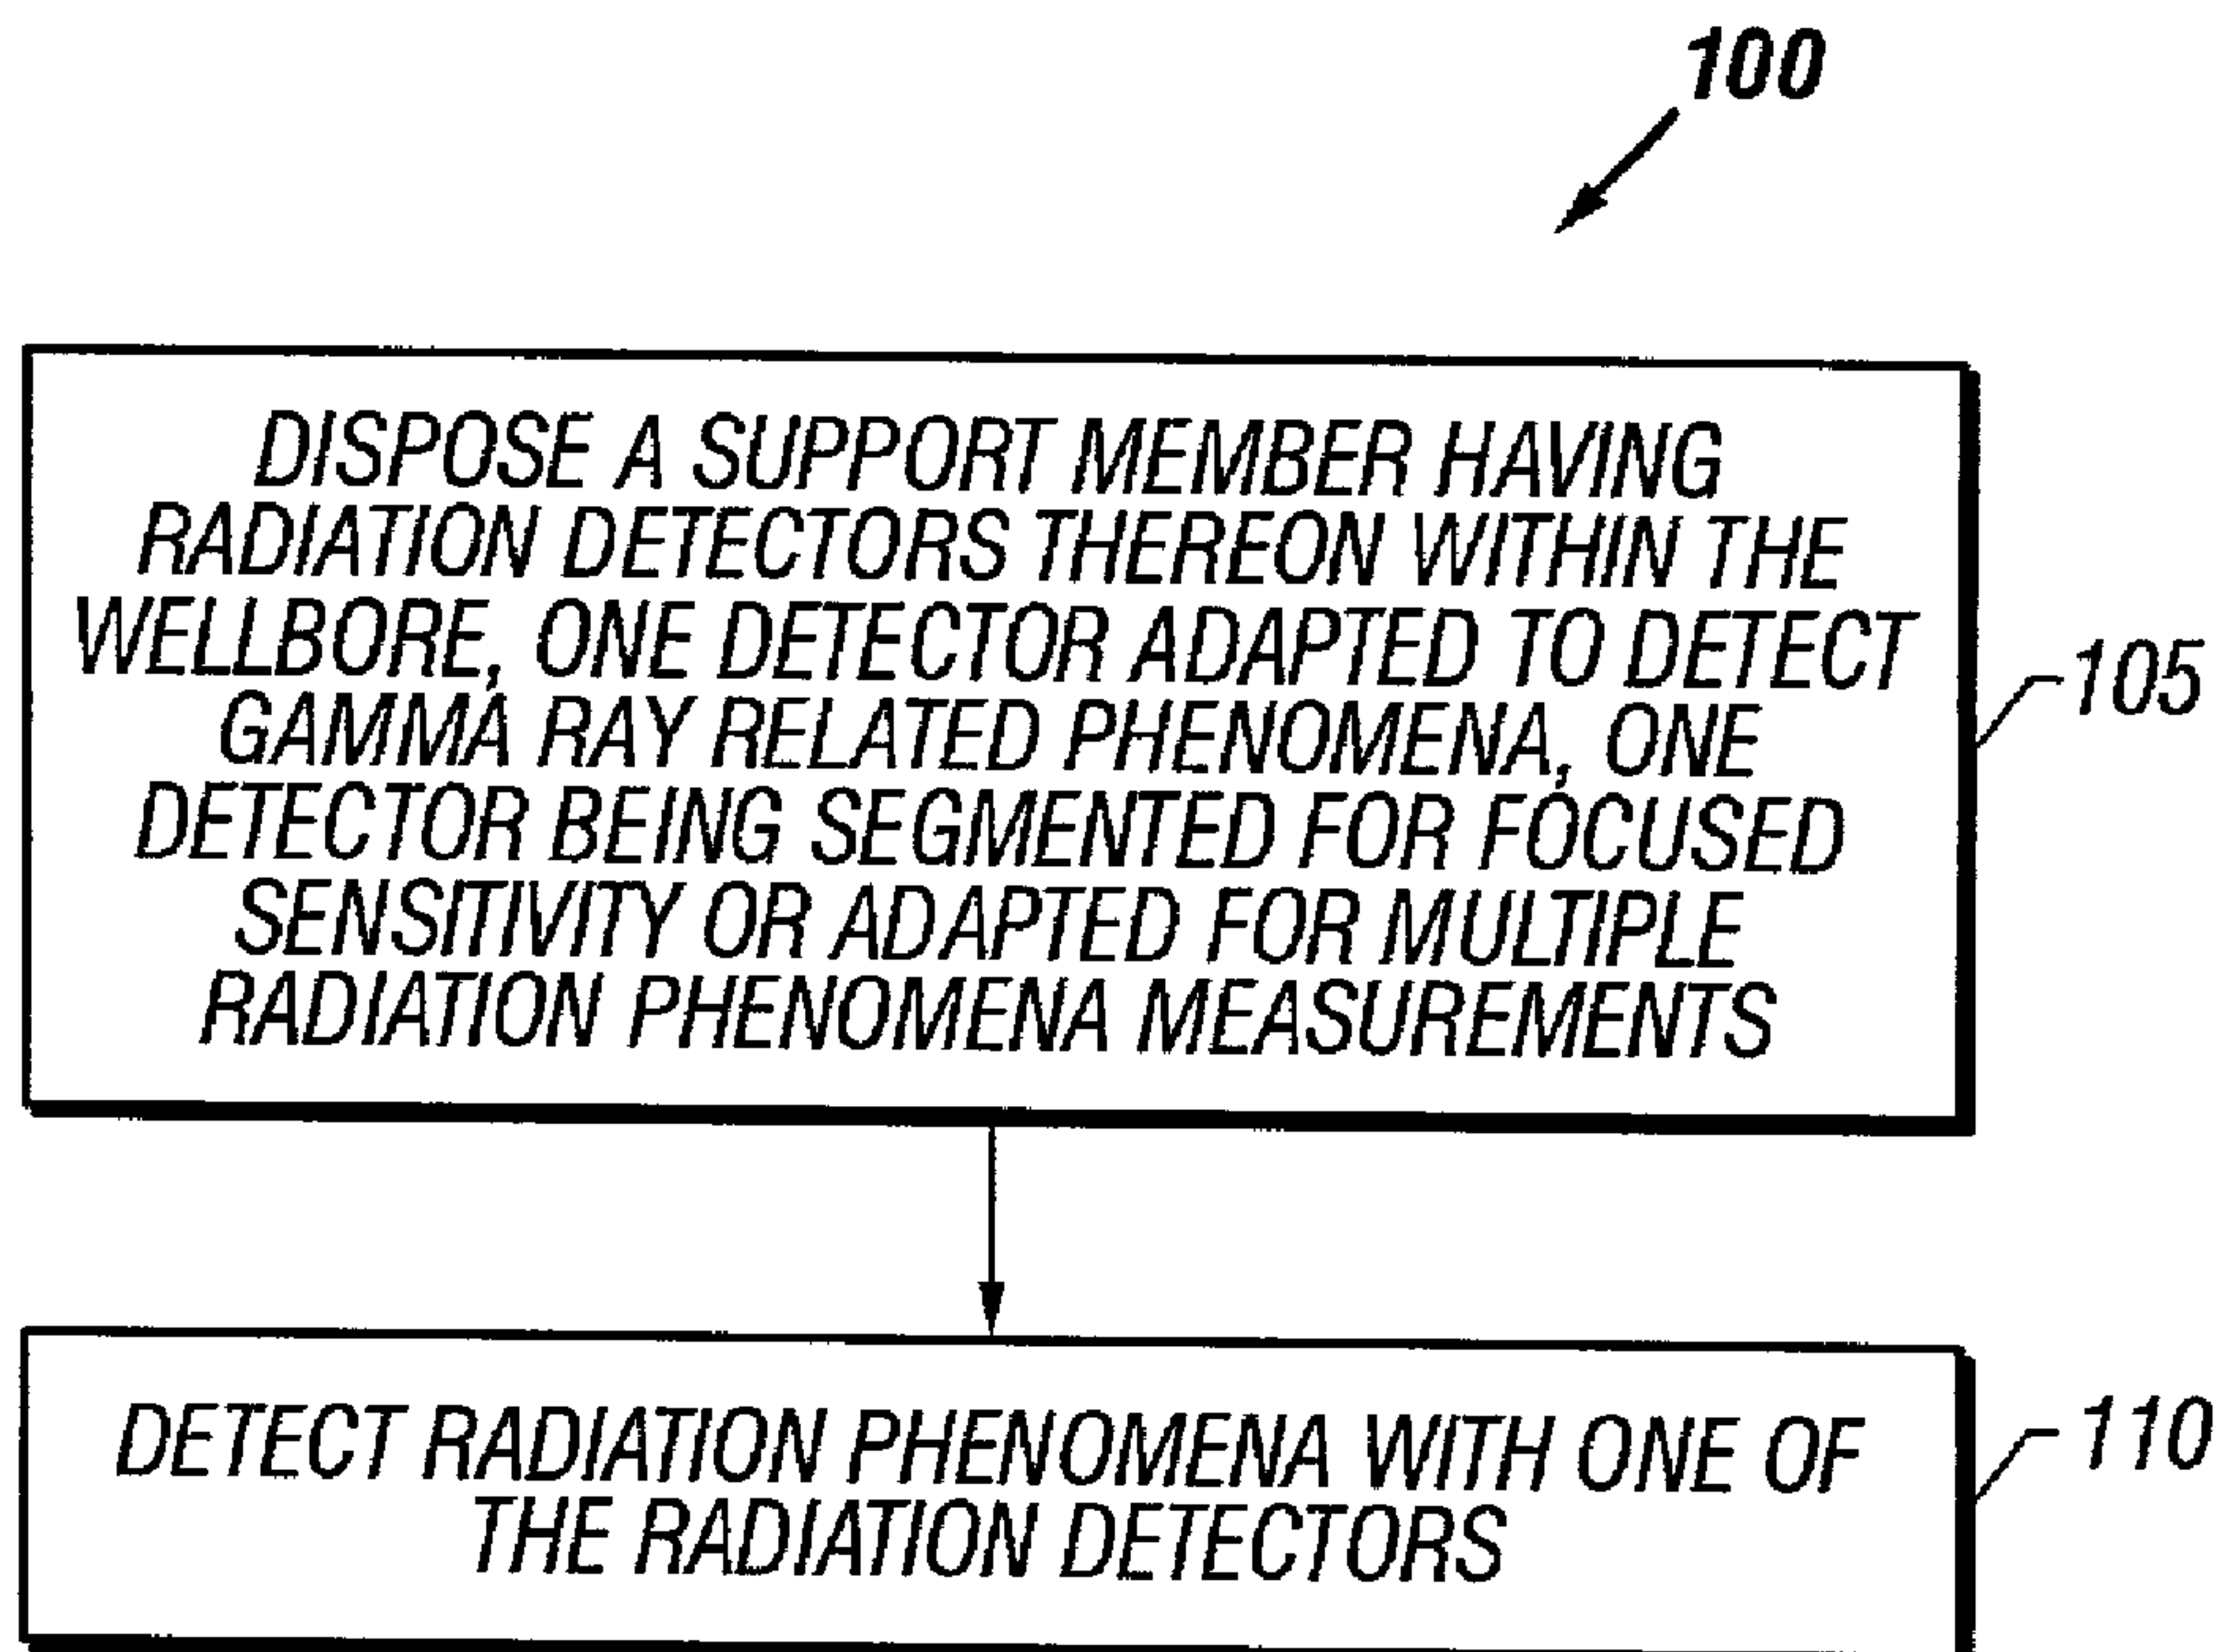 100
DISPOSE A SUPPORT MEMBER HAVING
RADIATION DETECTORS THEREON WITHIN THE
WELLBORE, ONE DETECTOR ADAPTED TO DETECT
GAMMA RAY RELATED PHENOMENA, ONE
DETECTOR BEING SEGMENTED FOR FOCUSED
SENSITIVITY OR ADAPTED FOR MULTIPLE
RADIATION PHENOMENA MEASUREMENTS
105
DETECT RADIATION PHENOMENA WITH ONE OF
THE RADIATION DETECTORS
110